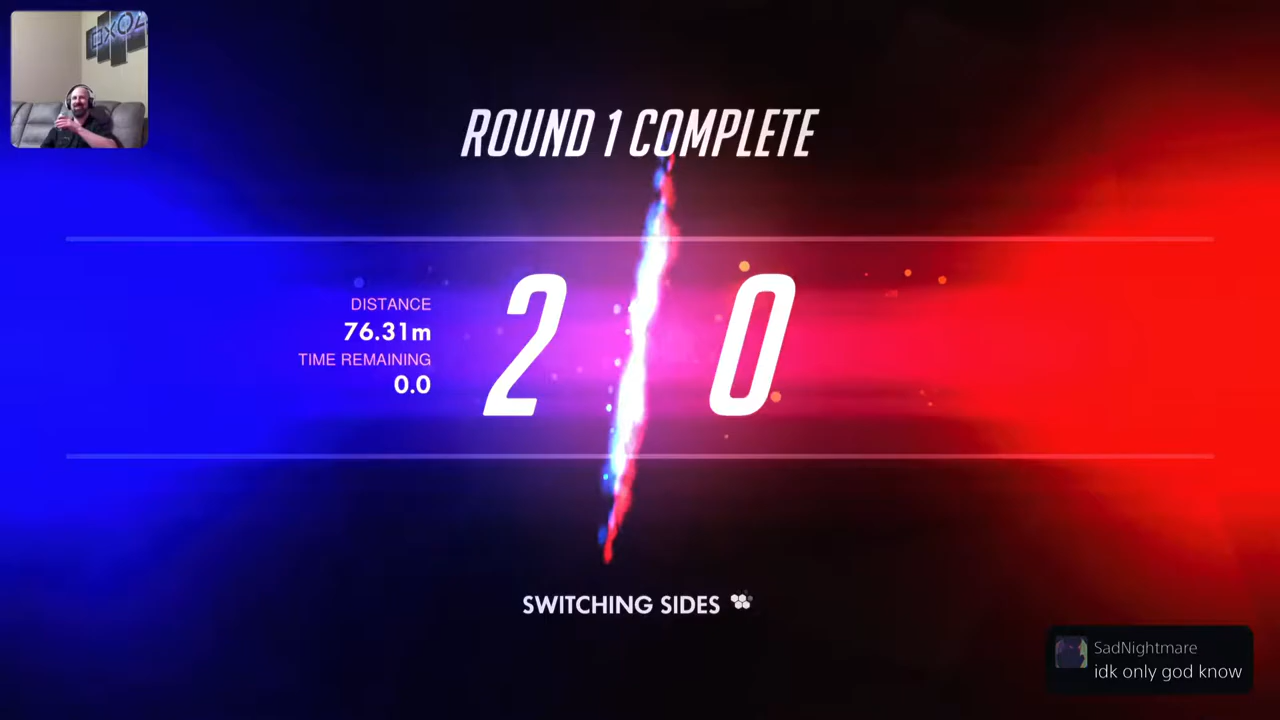 ROUND 1 COMPLETE
DISTANCE
76.31m
TIME REMAINING
0.0
2 0
SWITCHING SIDES
SadNightmare
idk only god know